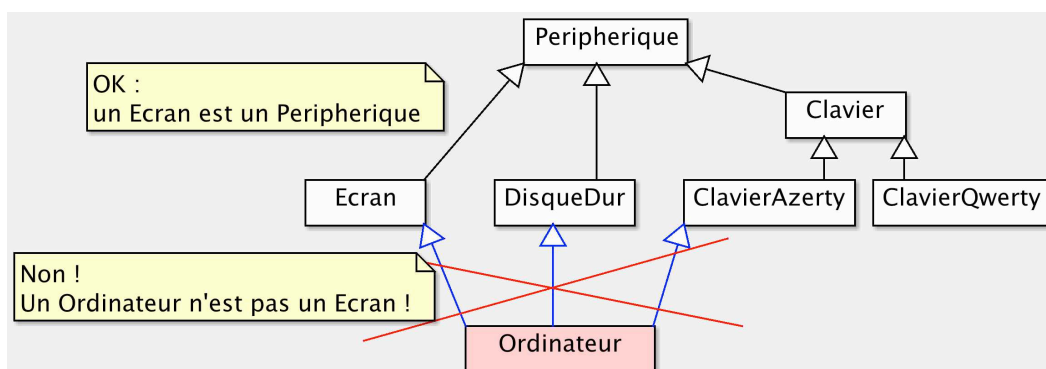 Peripherique
OK :
un Ecran est un Peripherique
Clavier
Ecran
DisqueDur
ClavierAzerty
ClavierQwerty
Non !
Un Ordinateur n'est pas un Ecran !
Ordinateur